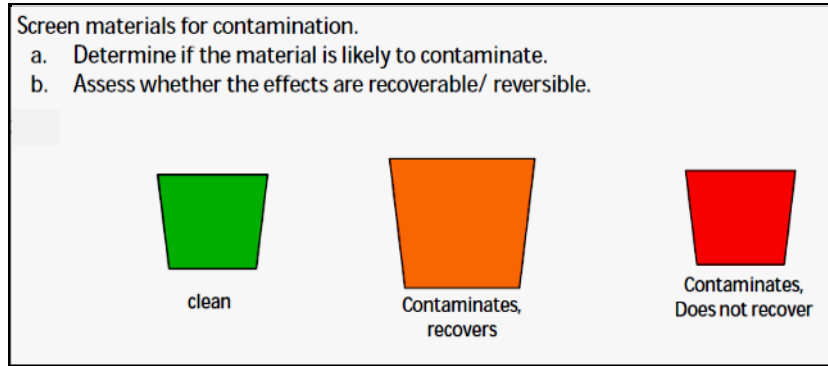 Screen materials for contamination.
a. Determine if the material is likely to contaminate.
b. Assess whether the effects are recoverable/ reversible.
clean
Contaminates,
recovers
Contaminates,
Does not recover